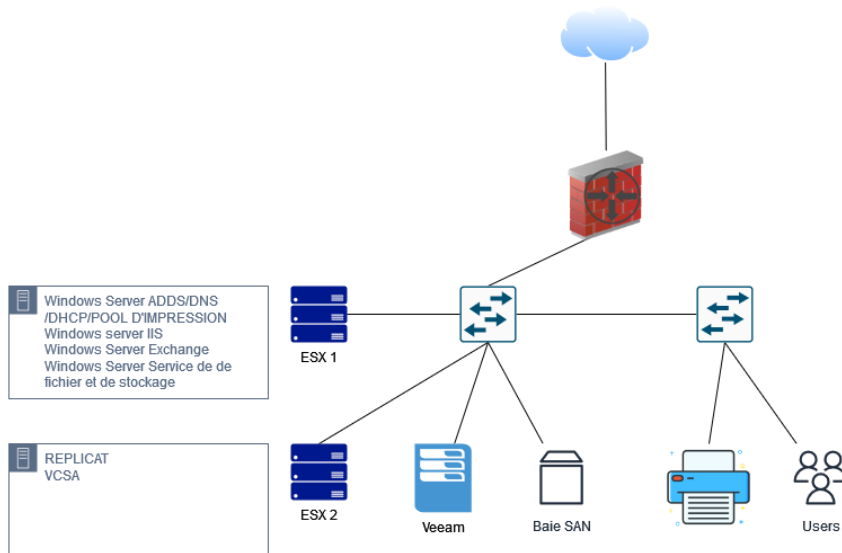 Windows Server ADDS/DNS
/DHCP/POOL D'IMPRESSION
Windows server IIS
Windows Server Exchange
Windows Server Service de de
fichier et de stockage
ESX 1
REPLICAT
VCSA
ESX 2
Veeam
Baie SAN
Users